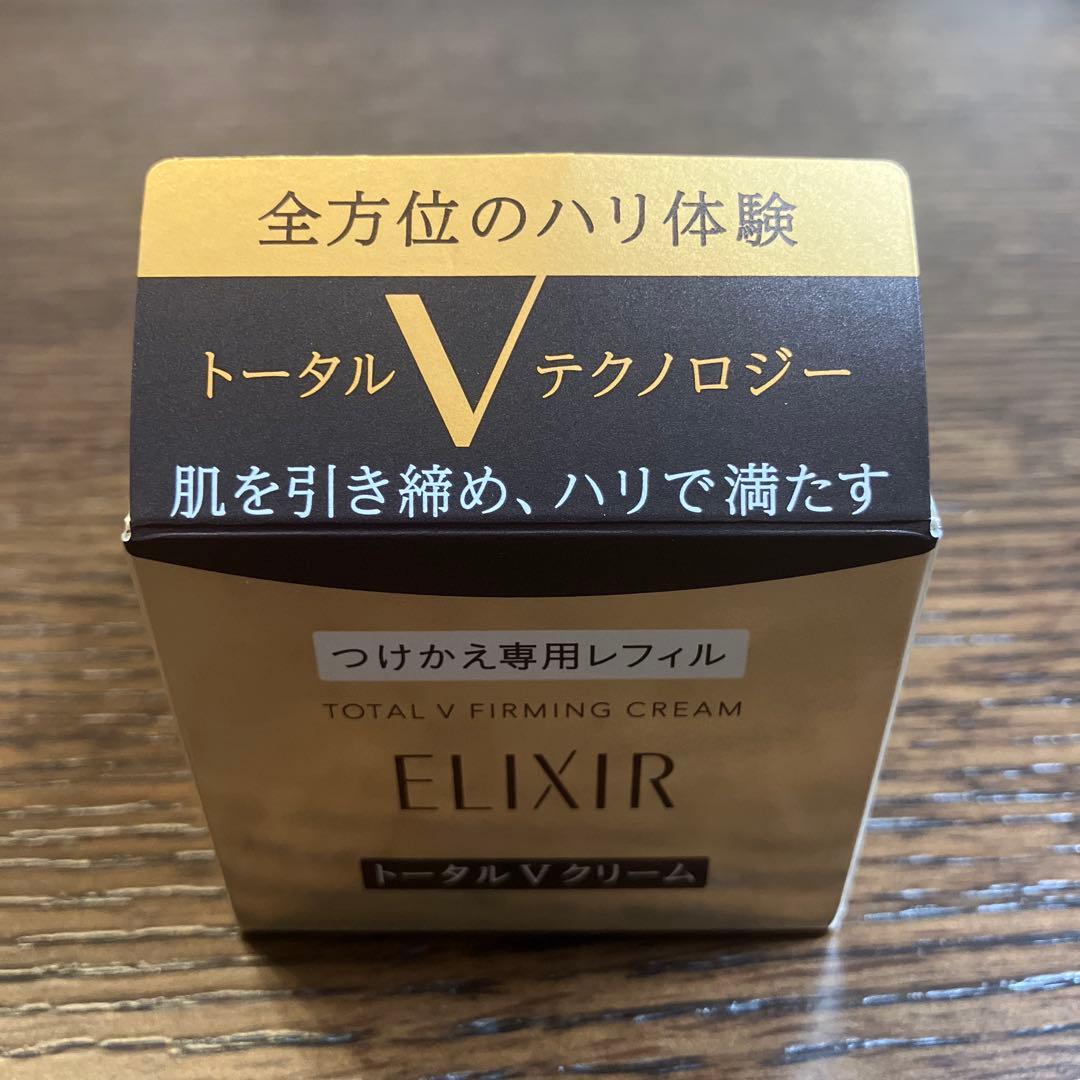 全方位のハリ体験
トータルVテクノロジー
肌を引き締め、ハリで満たす
つけかえ専用レフィル
TOTAL V FIRMING CREAM
ELIXIR
トータル V クリーム